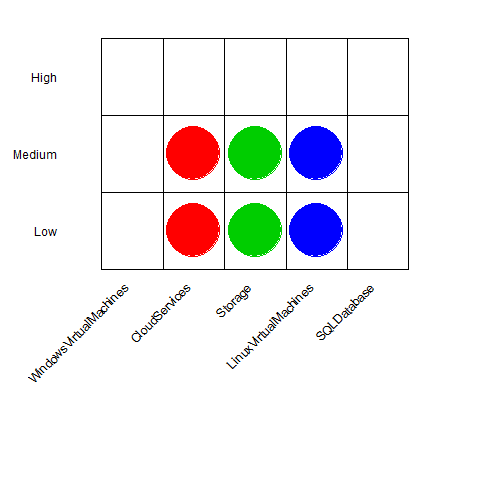 High
Medium
Low
WindowsVirtualMachines
CloudServices
Storage
LinuxVirtualMachines
SQLDatabase